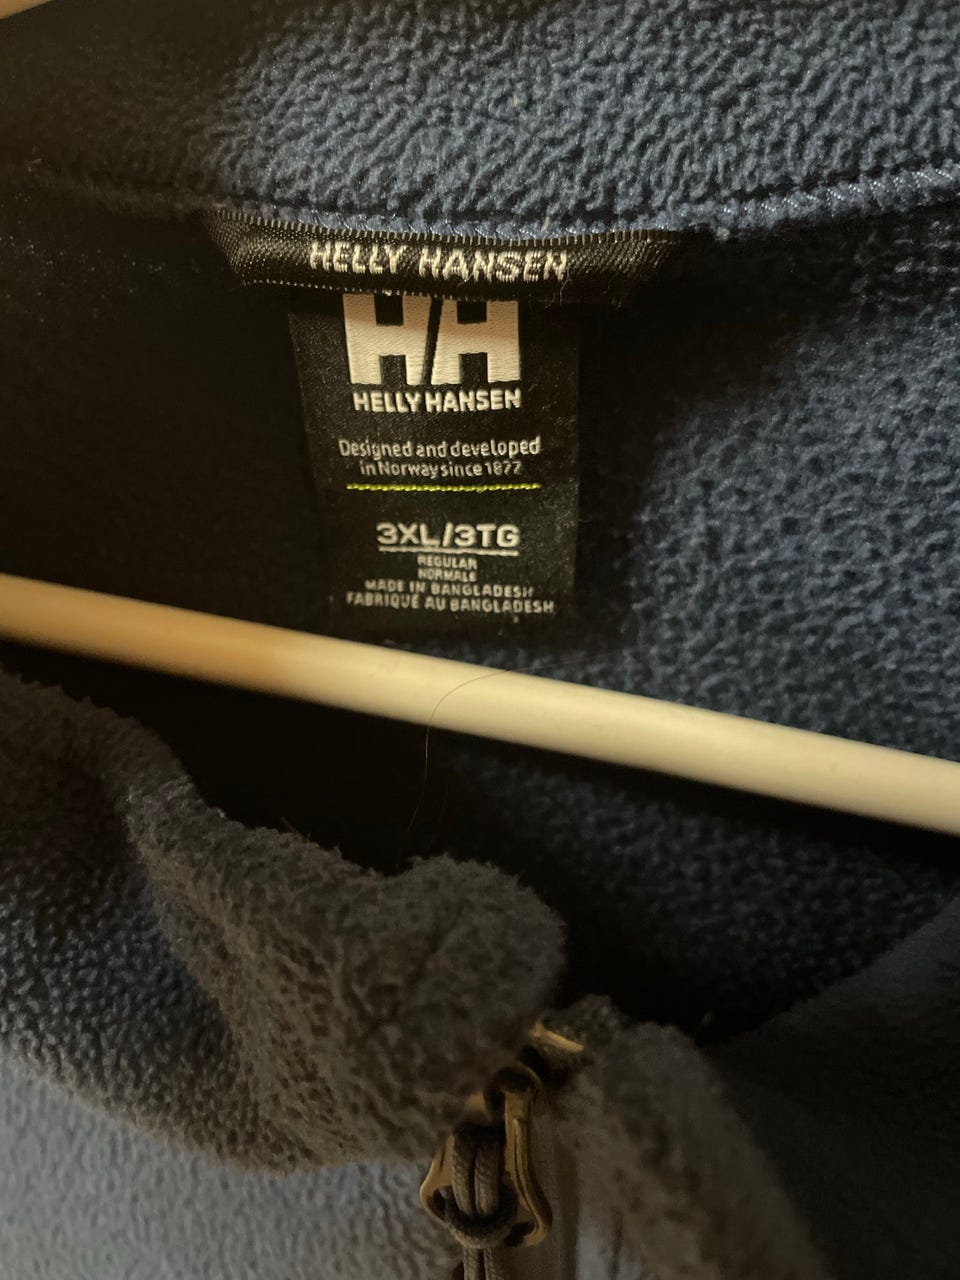 HELLY HANSEN
HH
HELLY HANSEN
Designed and developed
in Norway since 1877
3XL/3TG
REGULAR
NORMALE
MADE IN BANGLADESH
FABRIQUÉ AU BANGLADESH